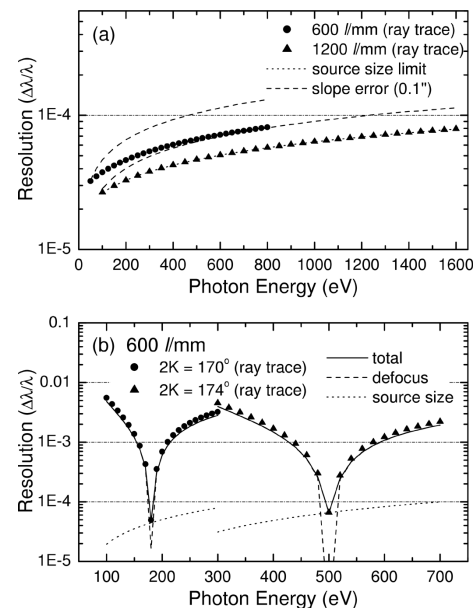 (a)
600 l/mm (ray trace)
1200 l/mm (ray trace)
source size limit
slope error (0.1")
Resolution (Δλ/λ)
1E-4
1E-5
0 200 400 600 800 1000 1200 1400 1600
Photon Energy (eV)
(b) 600 l/mm
2K = 170° (ray trace)
2K = 174° (ray trace)
total
defocus
source size
Resolution (Δλ/λ)
0.1
0.01
1E-3
1E-4
1E-5
100 200 300 400 500 600 700
Photon Energy (eV)